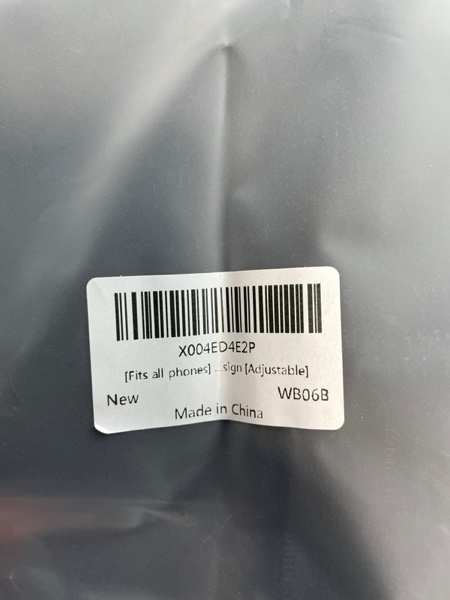 X004ED4E2P
[Fits all phones] ...sign [Adjustable]
New WB06B
Made in China